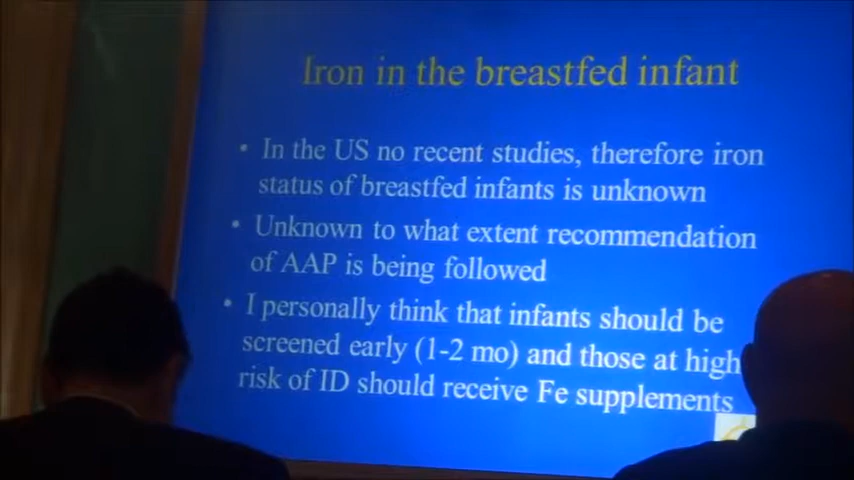 Iron in the breastfed infant
• In the US no recent studies, therefore iron
status of breastfed infants is unknown
• Unknown to what extent recommendation
of AAP is being followed
• I personally think that infants should be
screened early (1-2 mo) and those at high
risk of ID should receive Fe supplements